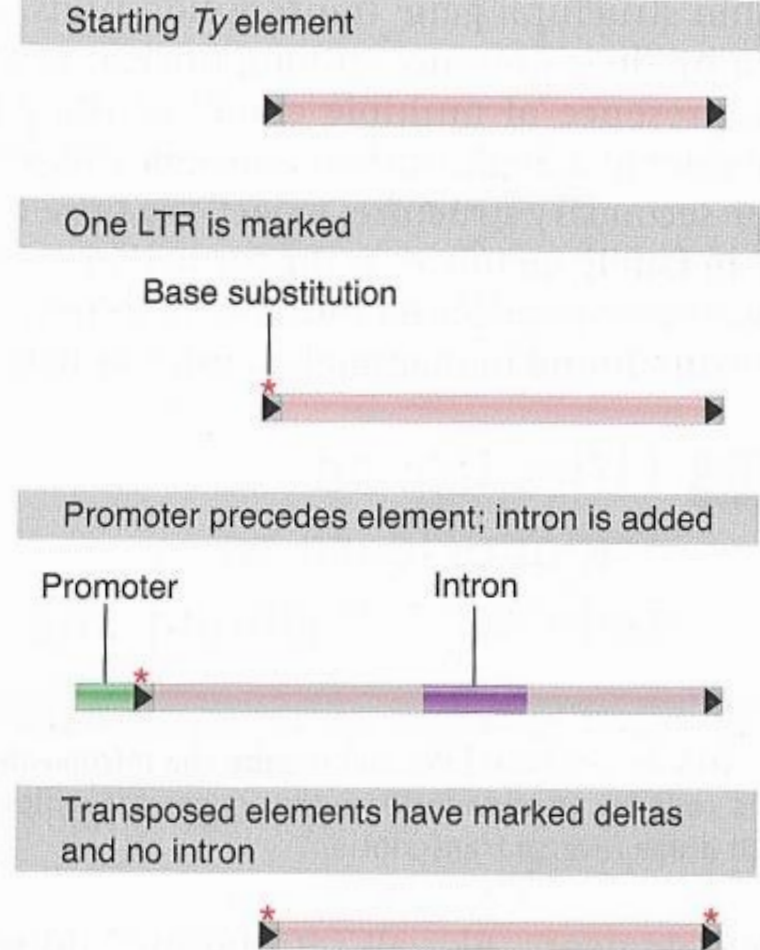 Starting Ty element
One LTR is marked
Base substitution
*
Promoter precedes element; intron is added
Promoter Intron
*
Transposed elements have marked deltas
and no intron
* *